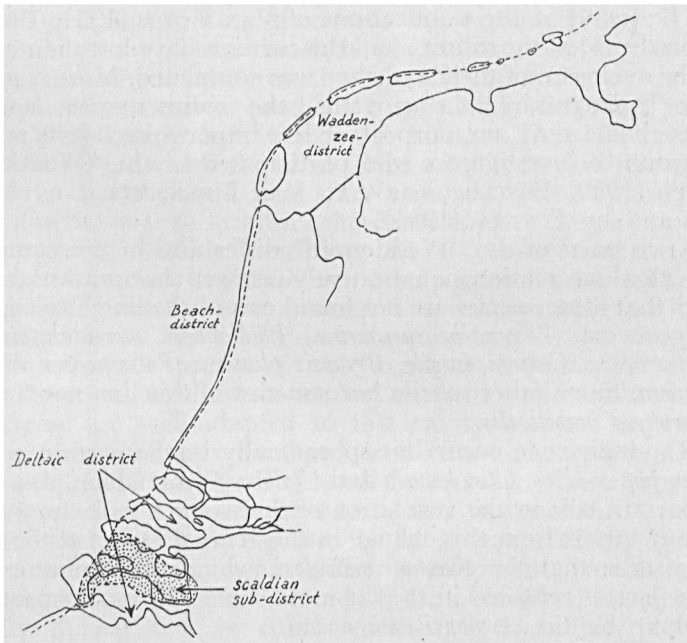 Wadden-
zee-
district
Beach-
district
Deltaic district
Scaldian
sub-district